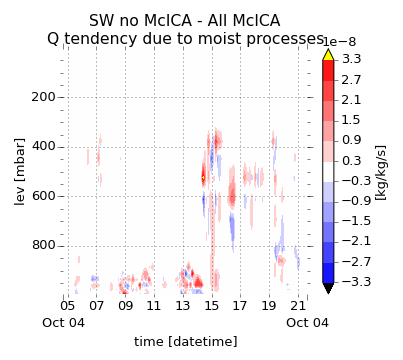 SW no McICA - All McICA
Q tendency due to moist processes
1e−8
3.3
2.7
2.1
1.5
0.9
0.3
−0.3
−0.9
−1.5
−2.1
−2.7
−3.3
[kg/kg/s]
lev [mbar]
200
400
600
800
05 07 09 11 13 15 17 19 21
Oct 04 Oct 04
time [datetime]